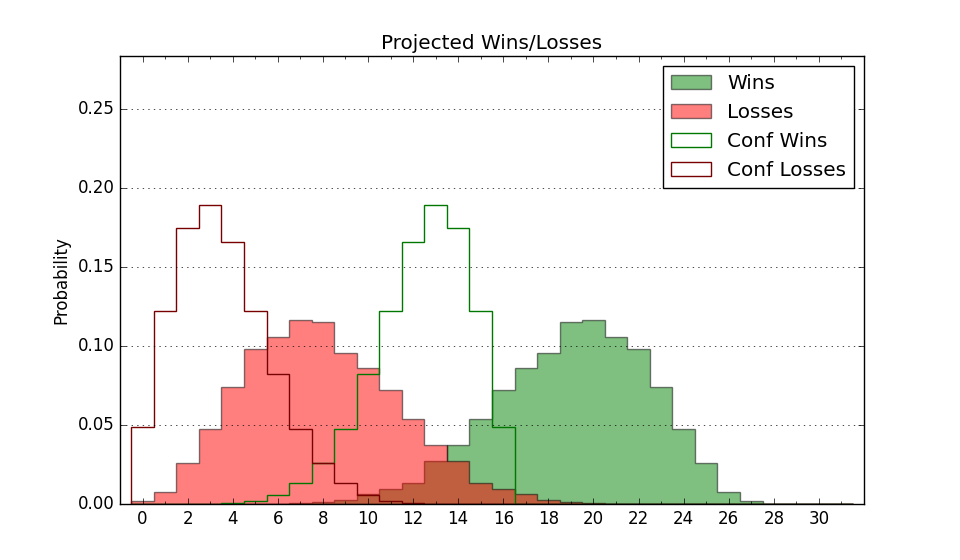 Projected Wins/Losses
Probability
0.25
0.20
0.15
0.10
0.05
0.00
Wins
Losses
Conf Wins
Conf Losses
0 2 4 6 8 10 12 14 16 18 20 22 24 26 28 30